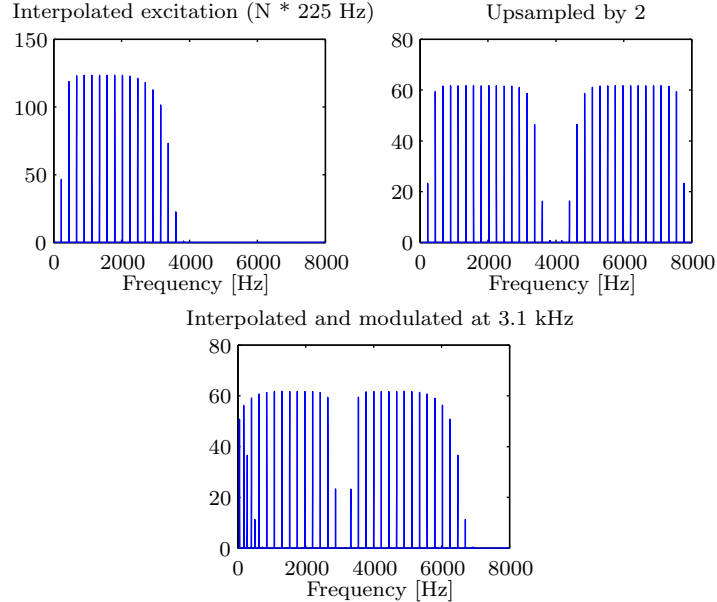 Interpolated excitation (N * 225 Hz)
150
100
50
0
0 2000 4000 6000 8000
Frequency [Hz]
Upsampled by 2
80
60
40
20
0
0 2000 4000 6000 8000
Frequency [Hz]
Interpolated and modulated at 3.1 kHz
80
60
40
20
0
0 2000 4000 6000 8000
Frequency [Hz]